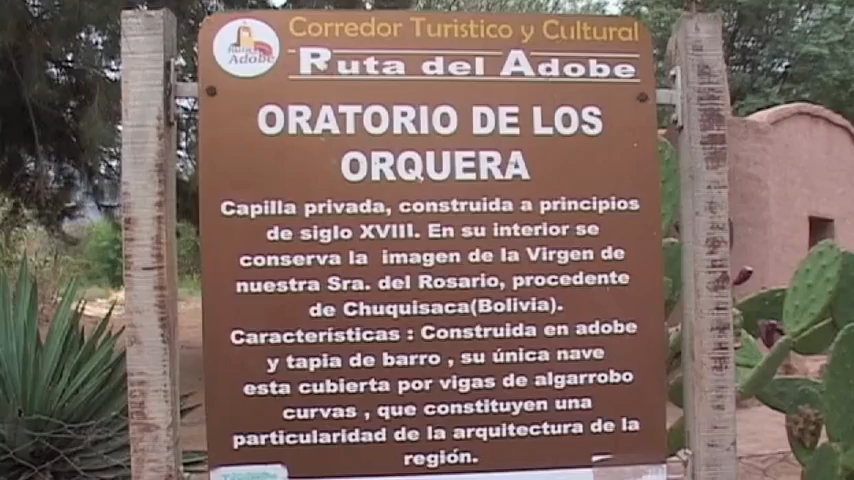 Ruta del
Adobe
Corredor Turistico y Cultural
Ruta del Adobe
ORATORIO DE LOS
ORQUERA
Capilla privada, construida a principios
de siglo XVIII. En su interior se
conserva la imagen de la Virgen de
nuestra Sra. del Rosario, procedente
de Chuquisaca(Bolivia).
Características : Construida en adobe
y tapia de barro , su única nave
esta cubierta por vigas de algarrobo
curvas , que constituyen una
particularidad de la arquitectura de la
región.